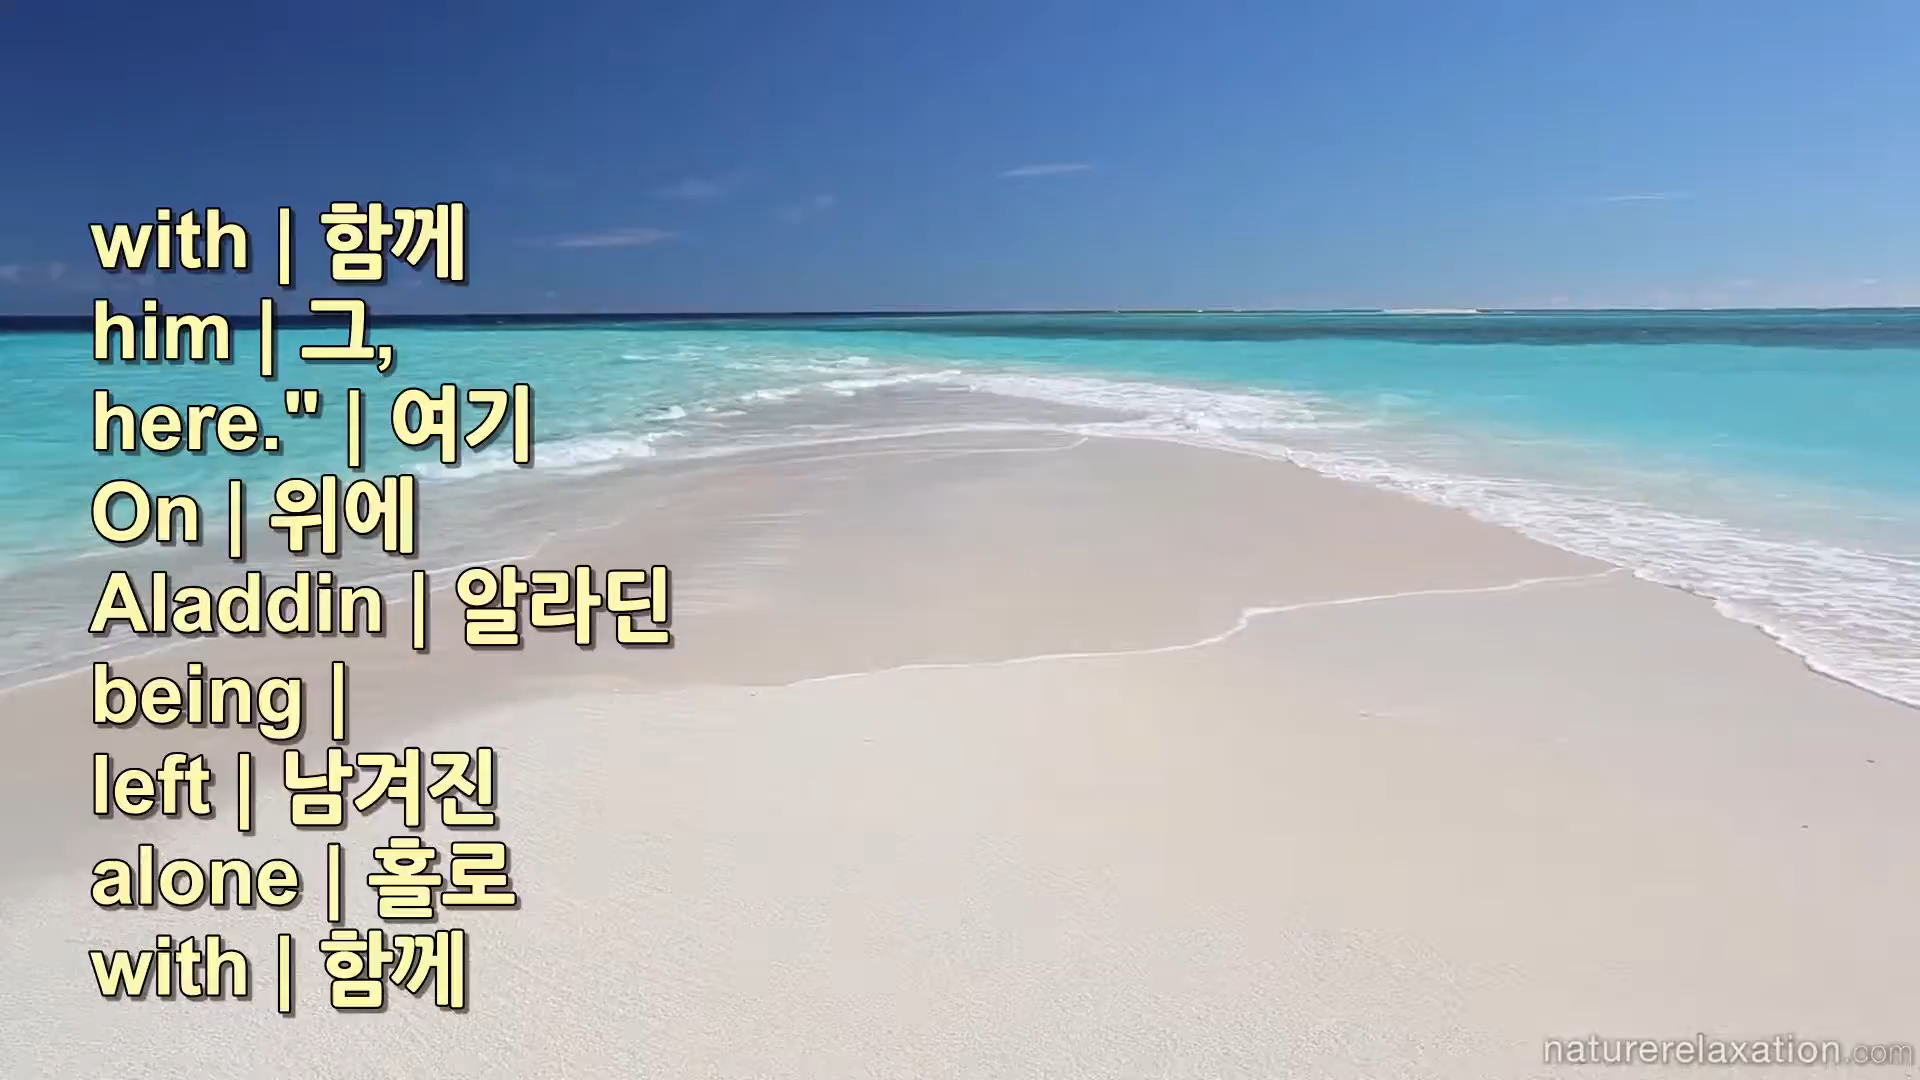 with | 함께
him | 그,
here." | 여기
On | 위에
Aladdin | 알라딘
being |
left | 남겨진
alone | 홀로
with | 함께
naturerelaxation.com